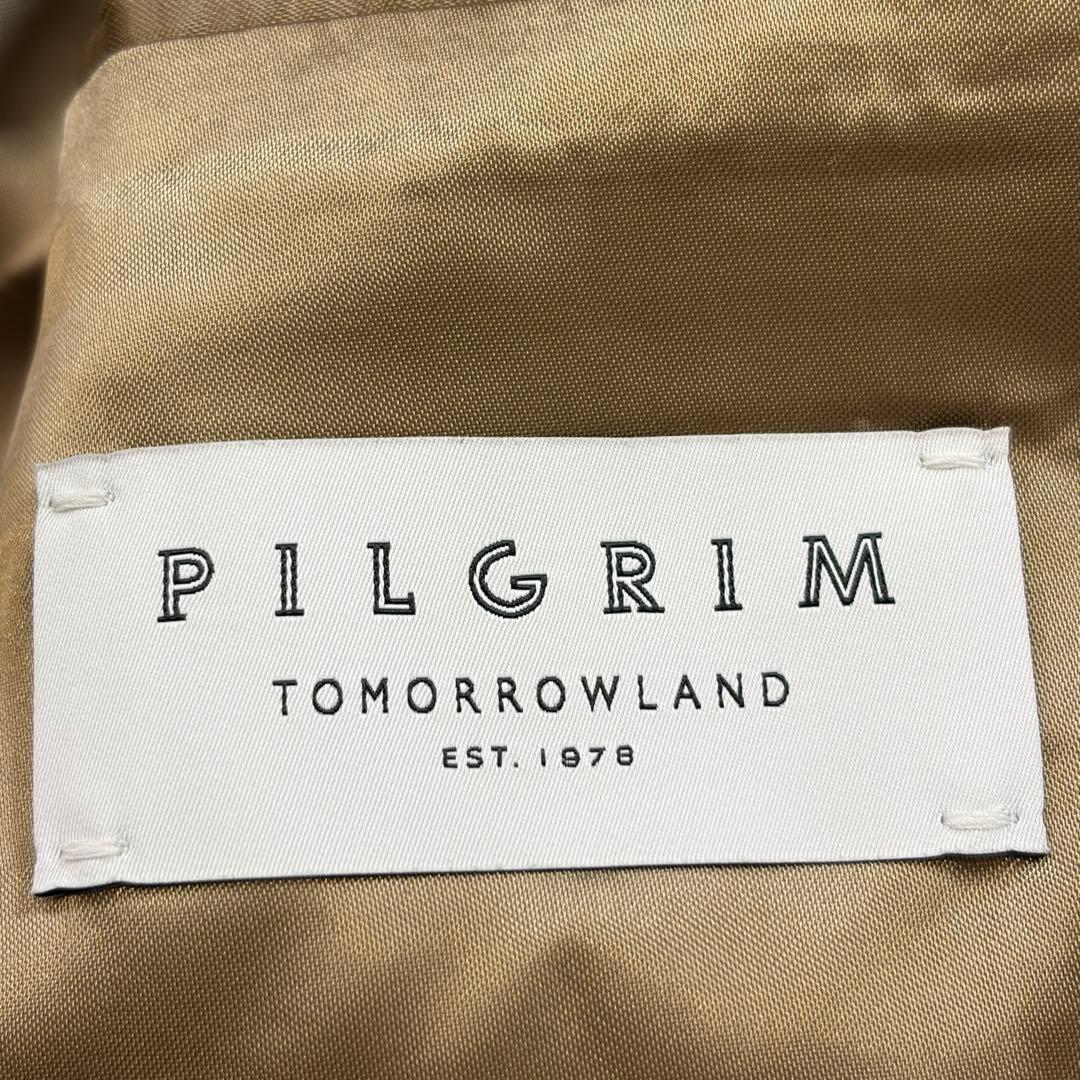 PILGRIM
TOMORROWLAND
EST. 1978